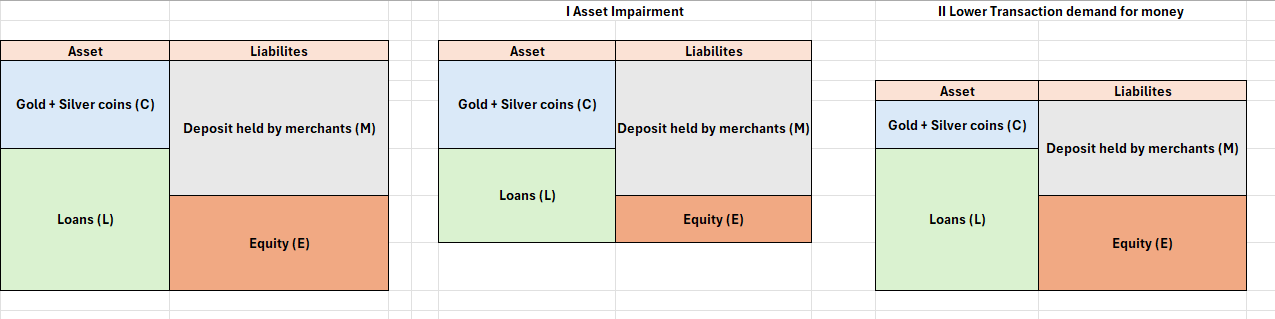 I Asset Impairment
II Lower Transaction demand for money
Asset
Liabilites
Asset
Liabilites
Gold + Silver coins (C)
Deposit held by merchants (M)
Loans (L)
Equity (E)
Gold + Silver coins (C)
Deposit held by merchants (M)
Loans (L)
Equity (E)
Asset
Liabilites
Gold + Silver coins (C)
Deposit held by merchants (M)
Loans (L)
Equity (E)